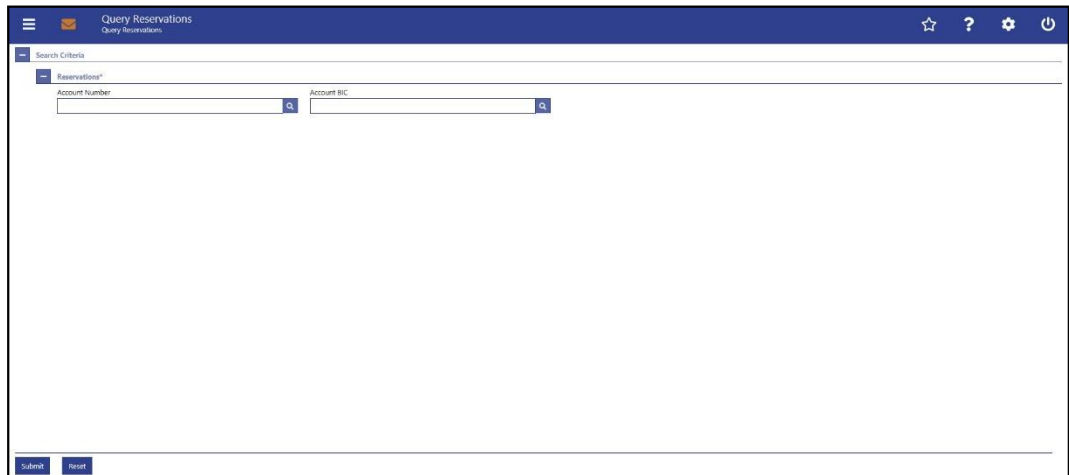 Query Reservations
Query Reservations
?
Search Criteria
Reservations*
Account Number
Account BIC
Submit
Reset